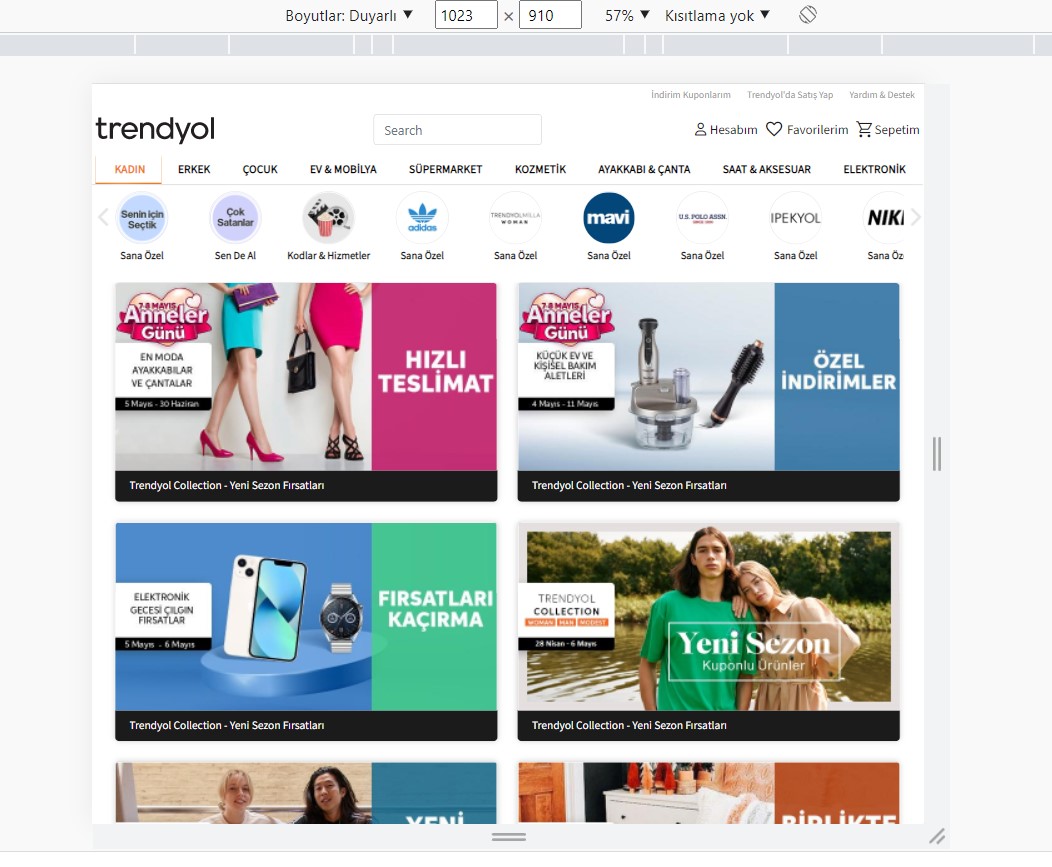 Boyutlar: Duyarlı ▼ 1023 × 910 57% ▼ Kısıtlama yok ▼
İndirim Kuponlarım Trendyol'da Satış Yap Yardım & Destek
trendyol Search Hesabım Favorilerim Sepetim
KADIN ERKEK ÇOCUK EV & MOBİLYA SÜPERMARKET KOZMETİK AYAKKABI & ÇANTA SAAT & AKSESUAR ELEKTRONİK
Senin için
Seçtik
Çok
Satanlar
adidas
TRENDYOLMILLA
WOMAN
mavi
U.S. POLO ASSN.
IPEKYOL
NIK
Sana Özel Sen De Al Kodlar & Hizmetler Sana Özel Sana Özel Sana Özel Sana Özel Sana Özel Sana Öz
7-8 MAYIS
Anneler
Günü
EN MODA
AYAKKABILAR
VE ÇANTALAR
5 Mayıs - 30 Haziran
HIZLI
TESLİMAT
Trendyol Collection - Yeni Sezon Fırsatları
7-8 MAYIS
Anneler
Günü
KÜÇÜK EV VE
KİŞİSEL BAKIM
ALETLERİ
4 Mayıs - 11 Mayıs
ÖZEL
İNDİRİMLER
Trendyol Collection - Yeni Sezon Fırsatları
ELEKTRONİK
GECESİ ÇILGIN
FIRSATLAR
5 Mayıs - 6 Mayıs
FIRSATLARI
KAÇIRMA
Trendyol Collection - Yeni Sezon Fırsatları
TRENDYOL
COLLECTION
WOMAN MAN MODEST
28 Nisan - 6 Mayıs
Yeni Sezon
Kuponlu Ürünler
Trendyol Collection - Yeni Sezon Fırsatları
YENİ
BİRLİKTE